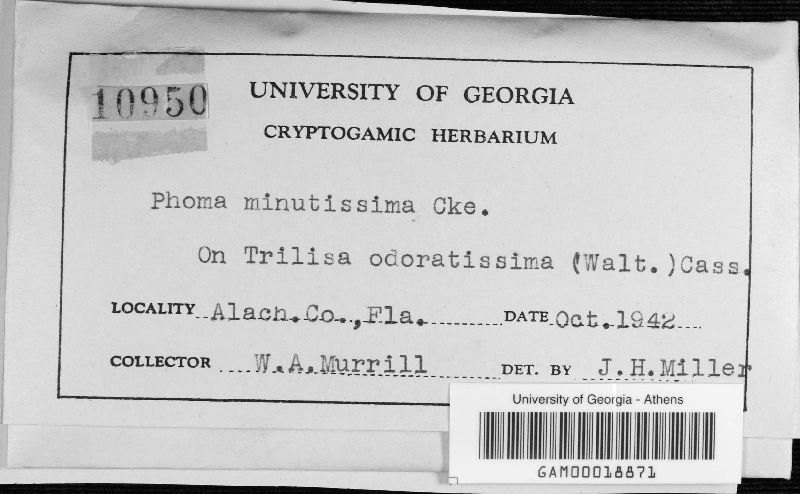 10950
UNIVERSITY OF GEORGIA
CRYPTOGAMIC HERBARIUM
Phoma minutissima Cke.
On Trilisa odoratissima (Walt.)Cass.
LOCALITY Alach.Co.,Fla. DATE Oct.1942
COLLECTOR W.A.Murrill DET. BY J.H.Miller
University of Georgia - Athens
GAM00018871